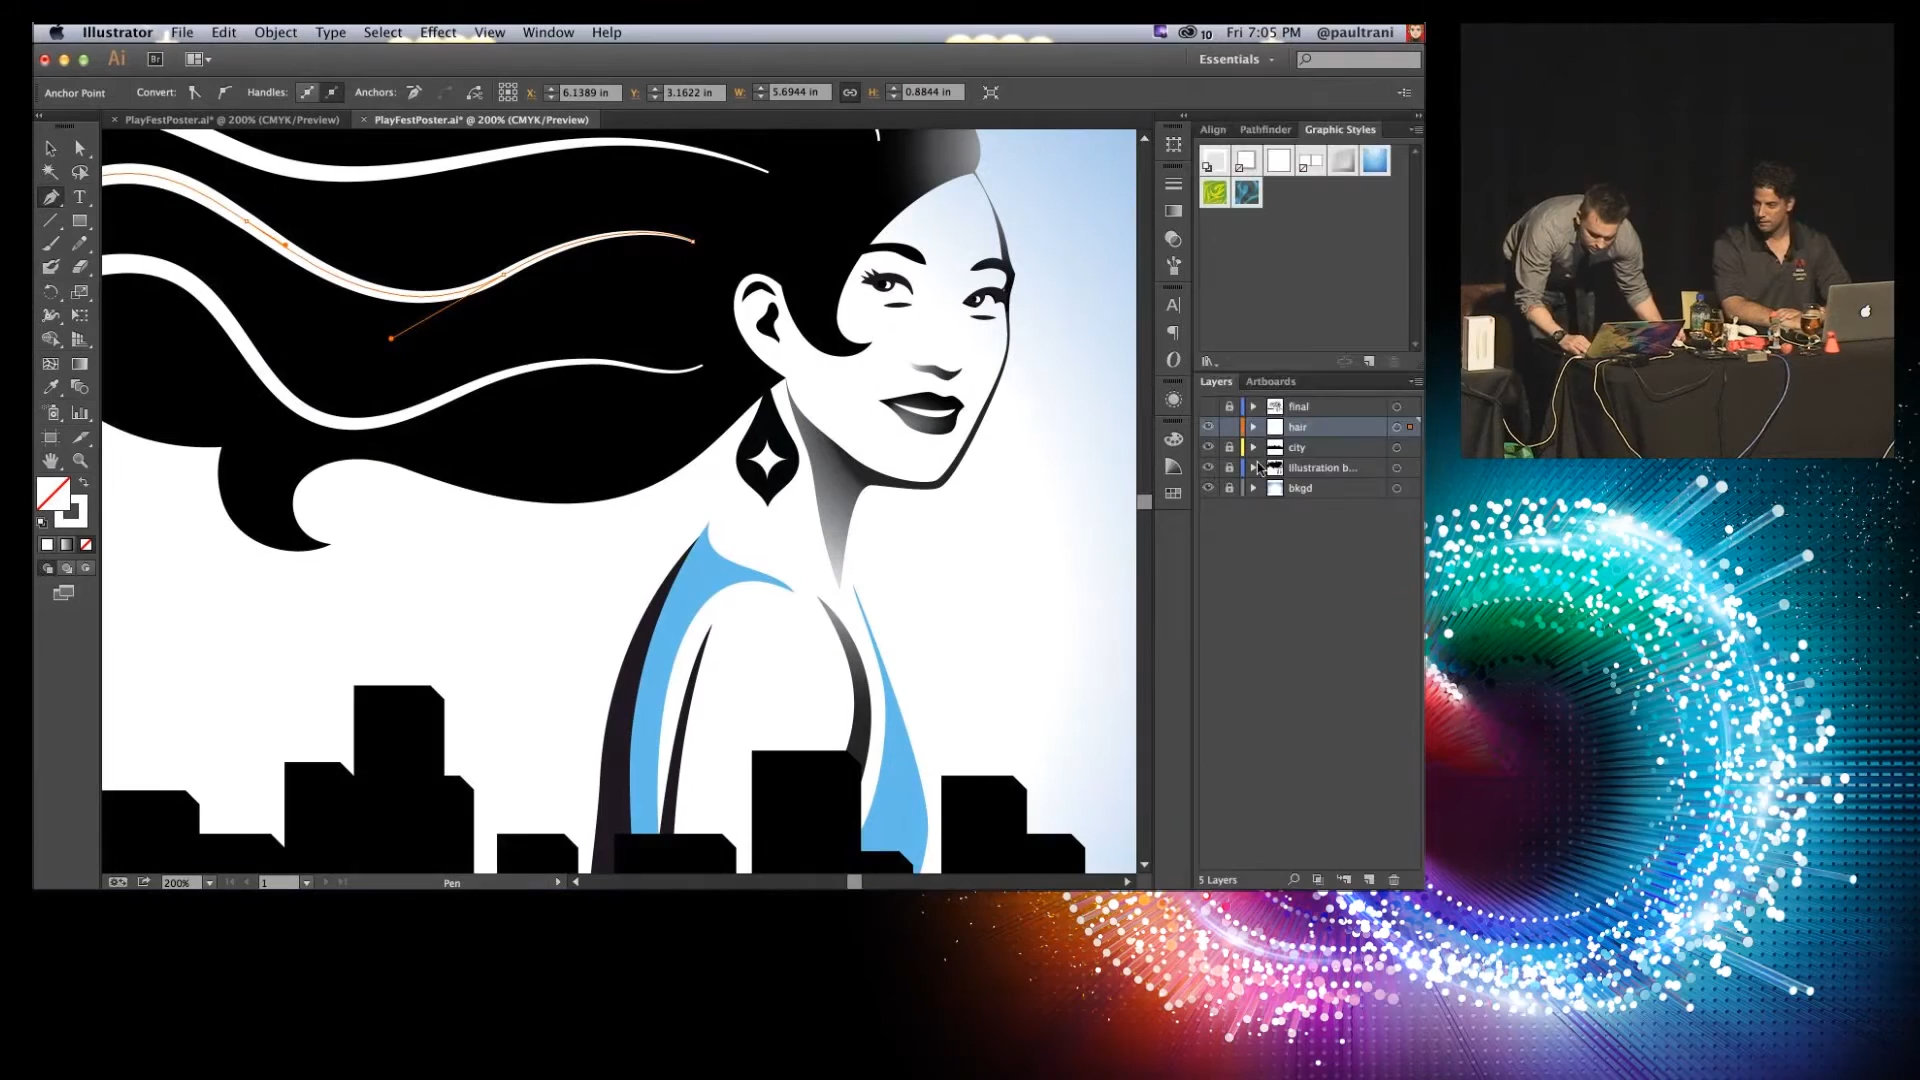 Illustrator File Edit Object Type Select Effect View Window Help 10 Fri 7:05 PM @paultrani
Ai Br Essentials
Anchor Point Convert: Handles: Anchors: X: 6.1389 in Y: 3.1622 in W: 5.6944 in H: 0.8844 in
× PlayFestPoster.ai* @ 200% (CMYK/Preview) × PlayFestPoster.ai* @ 200% (CMYK/Preview)
Align Pathfinder Graphic Styles
Layers Artboards
final
hair
city
Illustration b...
bkgd
200% 1 Pen 5 Layers